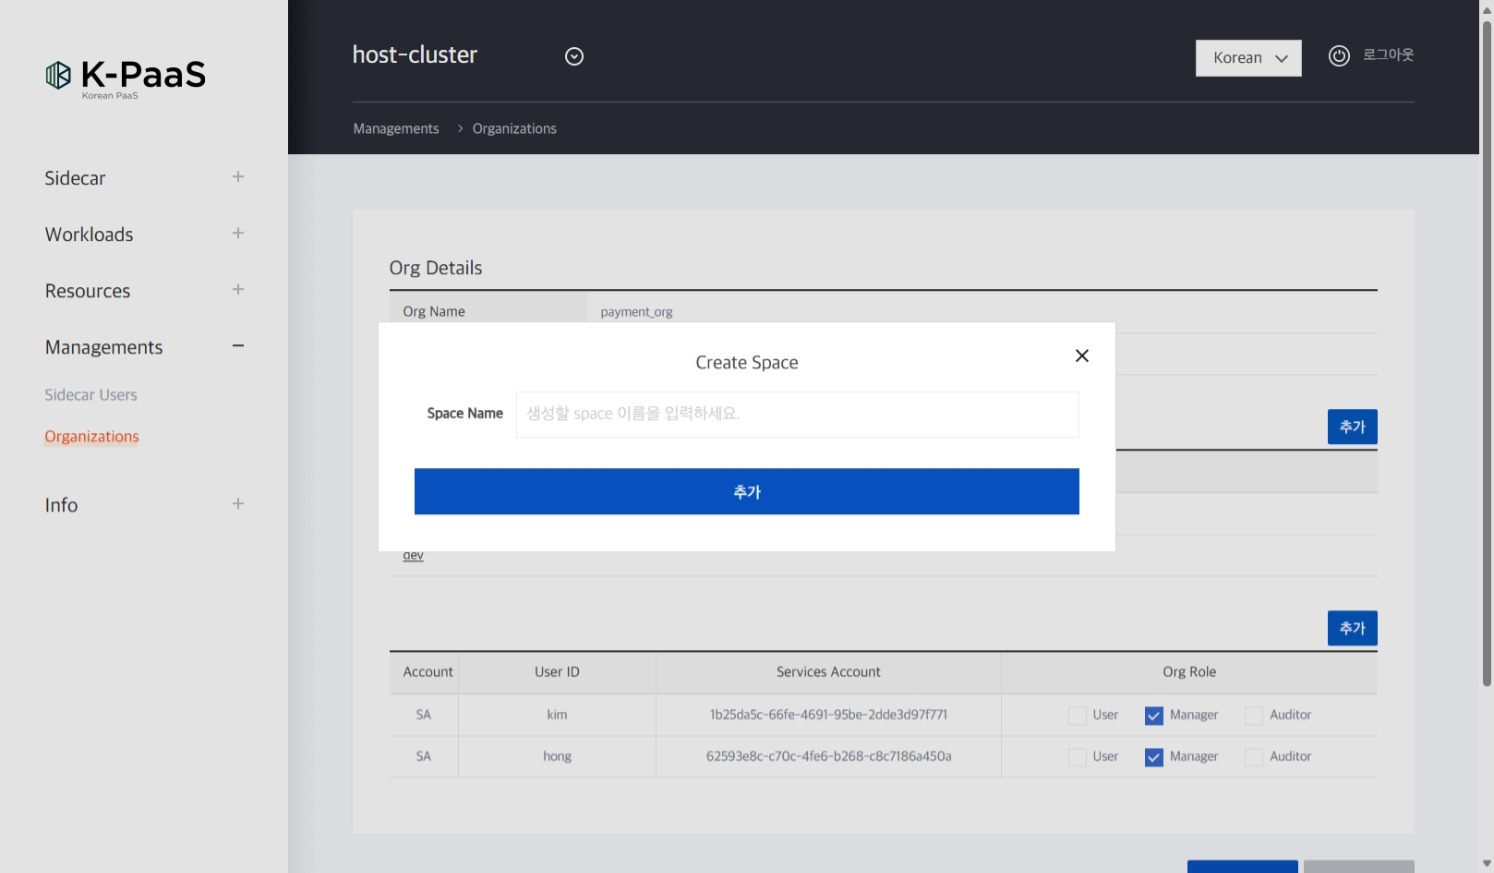 K-PaaS
Korean PaaS
Sidecar
Workloads
Resources
Managements
Sidecar Users
Organizations
Info
host-cluster
Korean
로그아웃
Managements > Organizations
Org Details
Org Name payment_org
Create Space
Space Name 생성할 space 이름을 입력하세요.
추가
추가
dev
추가
Account User ID Services Account Org Role
SA kim 1b25da5c-66fe-4691-95be-2dde3d97f771 User Manager Auditor
SA hong 62593e8c-c70c-4fe6-b268-c8c7186a450a User Manager Auditor